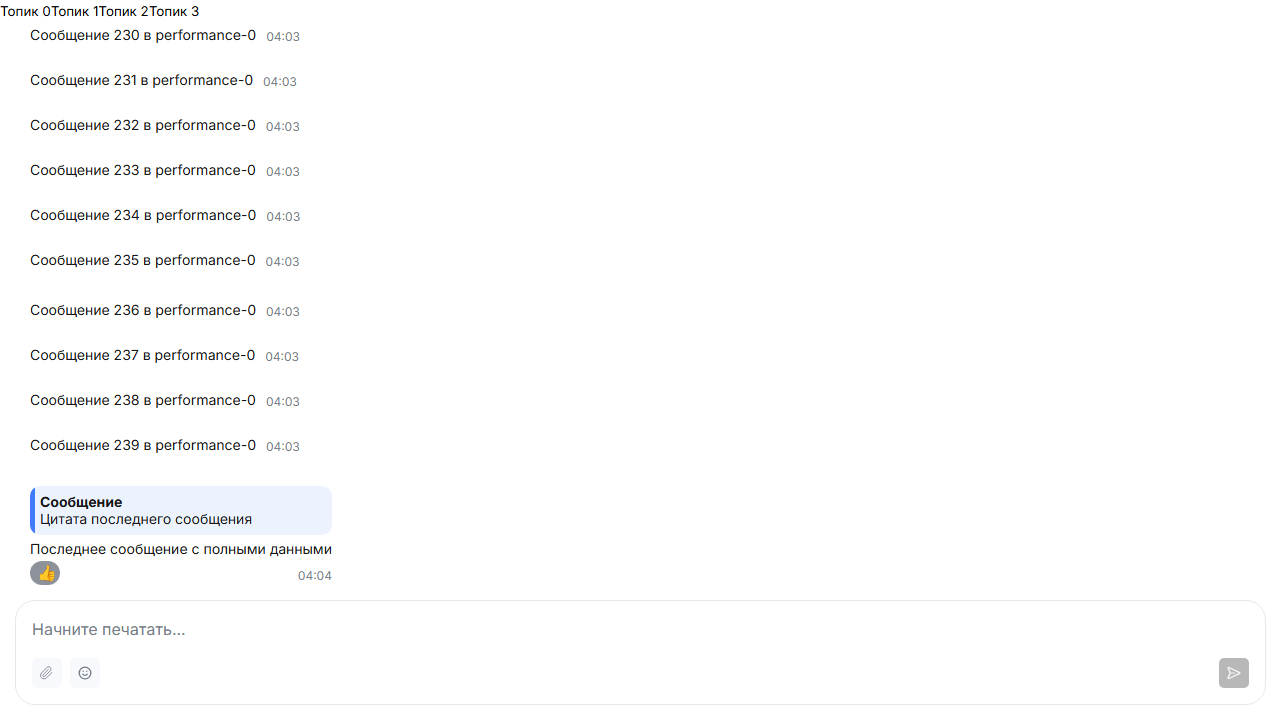 Топик 0Топик 1Топик 2Топик 3
Сообщение 230 в performance-0 04:03
Сообщение 231 в performance-0 04:03
Сообщение 232 в performance-0 04:03
Сообщение 233 в performance-0 04:03
Сообщение 234 в performance-0 04:03
Сообщение 235 в performance-0 04:03
Сообщение 236 в performance-0 04:03
Сообщение 237 в performance-0 04:03
Сообщение 238 в performance-0 04:03
Сообщение 239 в performance-0 04:03
Сообщение
Цитата последнего сообщения
Последнее сообщение с полными данными
👍 04:04
Начните печатать...